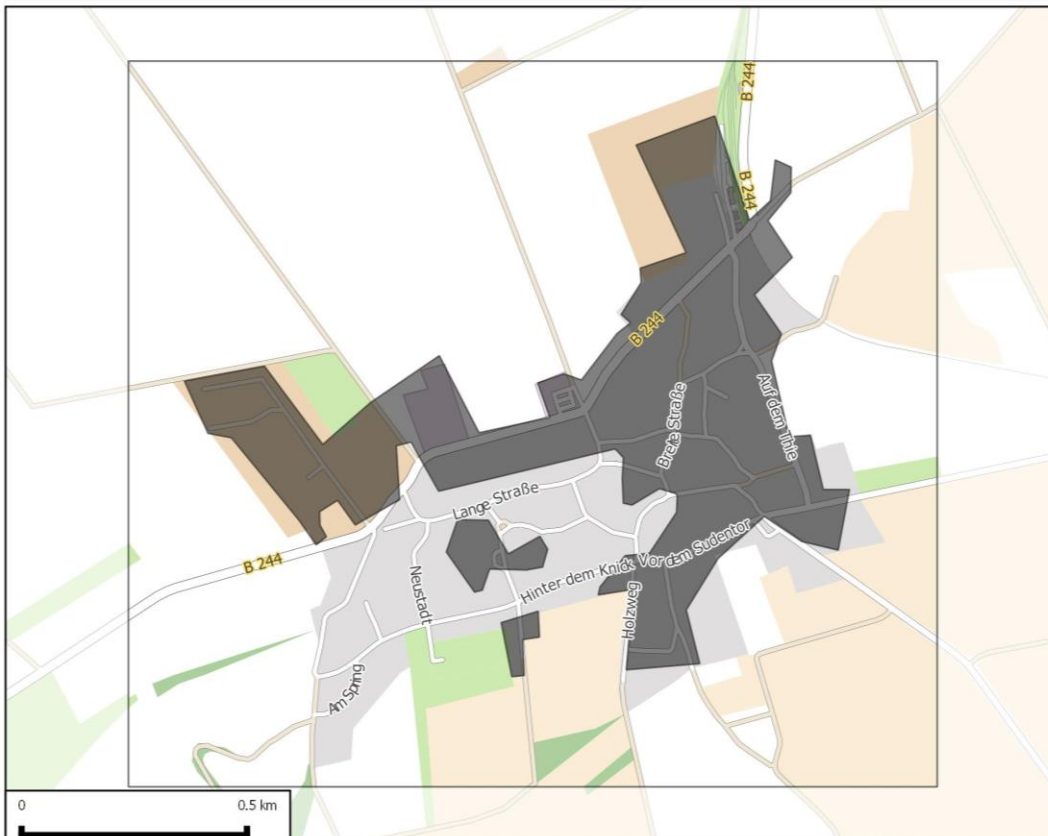 B 244
B 244
B 244
Auf dem Thie
Breite Straße
Lange Straße
Vor dem Sudentor
Hinter dem Knick
B 244
Neustadt
Holzweg
Am Spring
0
0.5 km